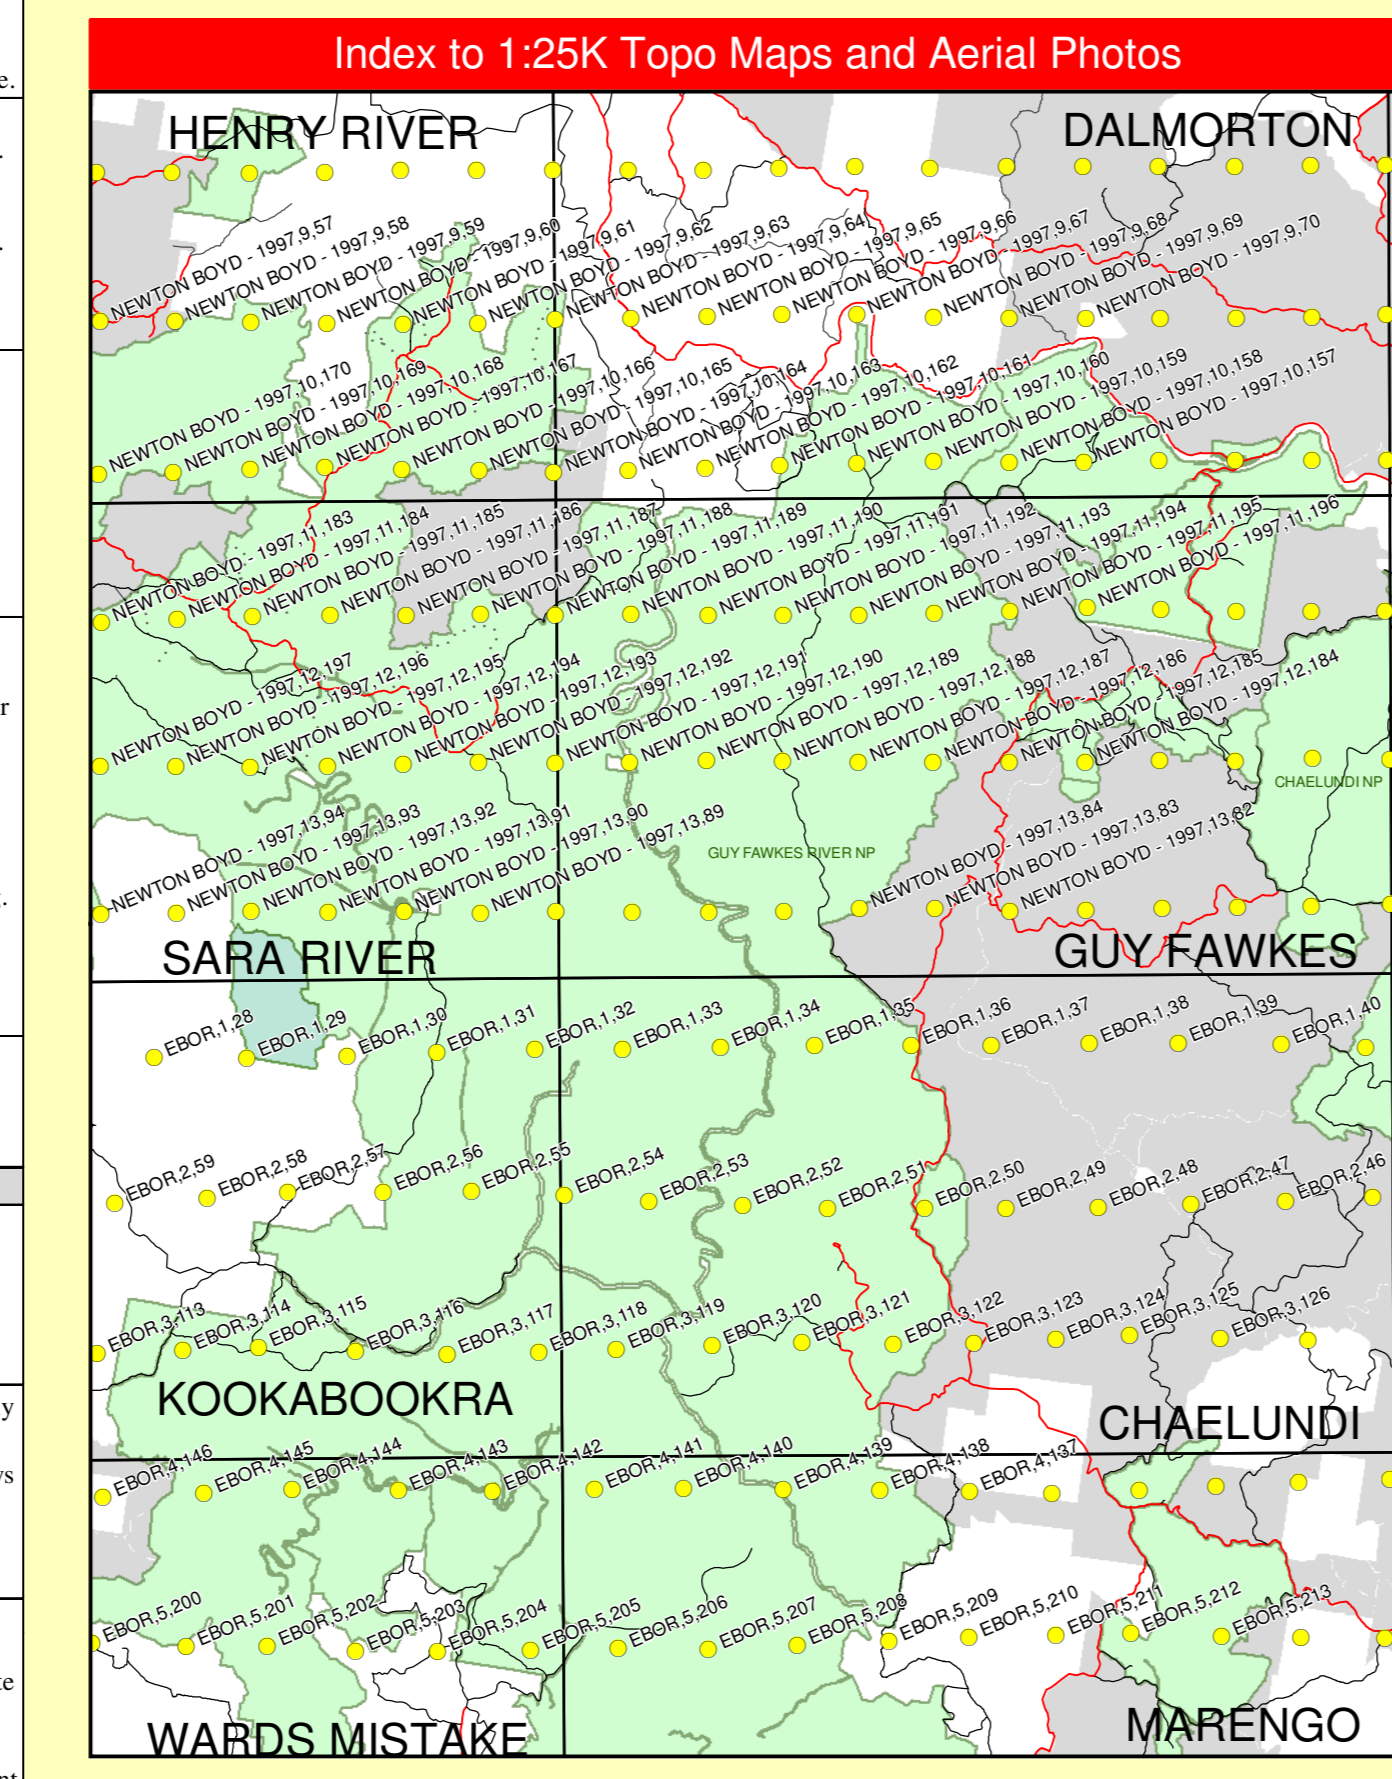 e.
r
y
ys
te
nt
Index to 1:25K Topo Maps and Aerial Photos
HENRY RIVER
DALMORTON
NEWTON BOYD - 1997,9,57
NEWTON BOYD - 1997,9,58
NEWTON BOYD - 1997,9,59
NEWTON BOYD - 1997,9,60
NEWTON BOYD - 1997,9,61
NEWTON BOYD - 1997,9,62
NEWTON BOYD - 1997,9,63
NEWTON BOYD - 1997,9,64
NEWTON BOYD - 1997,9,65
NEWTON BOYD - 1997,9,66
NEWTON BOYD - 1997,9,67
NEWTON BOYD - 1997,9,68
NEWTON BOYD - 1997,9,69
NEWTON BOYD - 1997,9,70
NEWTON BOYD - 1997,10,170
NEWTON BOYD - 1997,10,169
NEWTON BOYD - 1997,10,168
NEWTON BOYD - 1997,10,167
NEWTON BOYD - 1997,10,166
NEWTON BOYD - 1997,10,165
NEWTON BOYD - 1997,10,164
NEWTON BOYD - 1997,10,163
NEWTON BOYD - 1997,10,162
NEWTON BOYD - 1997,10,161
NEWTON BOYD - 1997,10,160
NEWTON BOYD - 1997,10,159
NEWTON BOYD - 1997,10,158
NEWTON BOYD - 1997,10,157
NEWTON BOYD - 1997,11,183
NEWTON BOYD - 1997,11,184
NEWTON BOYD - 1997,11,185
NEWTON BOYD - 1997,11,186
NEWTON BOYD - 1997,11,187
NEWTON BOYD - 1997,11,188
NEWTON BOYD - 1997,11,189
NEWTON BOYD - 1997,11,190
NEWTON BOYD - 1997,11,191
NEWTON BOYD - 1997,11,192
NEWTON BOYD - 1997,11,193
NEWTON BOYD - 1997,11,194
NEWTON BOYD - 1997,11,195
NEWTON BOYD - 1997,11,196
NEWTON BOYD - 1997,12,197
NEWTON BOYD - 1997,12,196
NEWTON BOYD - 1997,12,195
NEWTON BOYD - 1997,12,194
NEWTON BOYD - 1997,12,193
NEWTON BOYD - 1997,12,192
NEWTON BOYD - 1997,12,191
NEWTON BOYD - 1997,12,190
NEWTON BOYD - 1997,12,189
NEWTON BOYD - 1997,12,188
NEWTON BOYD - 1997,12,187
NEWTON BOYD - 1997,12,186
NEWTON BOYD - 1997,12,185
NEWTON BOYD - 1997,12,184
CHAELUNDI NP
NEWTON BOYD - 1997,13,94
NEWTON BOYD - 1997,13,93
NEWTON BOYD - 1997,13,92
NEWTON BOYD - 1997,13,91
NEWTON BOYD - 1997,13,90
NEWTON BOYD - 1997,13,89
GUY FAWKES RIVER NP
NEWTON BOYD - 1997,13,84
NEWTON BOYD - 1997,13,83
NEWTON BOYD - 1997,13,82
SARA RIVER
GUY FAWKES
EBOR,1,28
EBOR,1,29
EBOR,1,30
EBOR,1,31
EBOR,1,32
EBOR,1,33
EBOR,1,34
EBOR,1,35
EBOR,1,36
EBOR,1,37
EBOR,1,38
EBOR,1,39
EBOR,1,40
EBOR,2,59
EBOR,2,58
EBOR,2,57
EBOR,2,56
EBOR,2,55
EBOR,2,54
EBOR,2,53
EBOR,2,52
EBOR,2,51
EBOR,2,50
EBOR,2,49
EBOR,2,48
EBOR,2,47
EBOR,2,46
EBOR,3,113
EBOR,3,114
EBOR,3,115
EBOR,3,116
EBOR,3,117
EBOR,3,118
EBOR,3,119
EBOR,3,120
EBOR,3,121
EBOR,3,122
EBOR,3,123
EBOR,3,124
EBOR,3,125
EBOR,3,126
KOOKABOOKRA
CHAELUNDI
EBOR,4,146
EBOR,4,145
EBOR,4,144
EBOR,4,143
EBOR,4,142
EBOR,4,141
EBOR,4,140
EBOR,4,139
EBOR,4,138
EBOR,4,137
EBOR,5,200
EBOR,5,201
EBOR,5,202
EBOR,5,203
EBOR,5,204
EBOR,5,205
EBOR,5,206
EBOR,5,207
EBOR,5,208
EBOR,5,209
EBOR,5,210
EBOR,5,211
EBOR,5,212
EBOR,5,213
WARDS MISTAKE
MARENGO